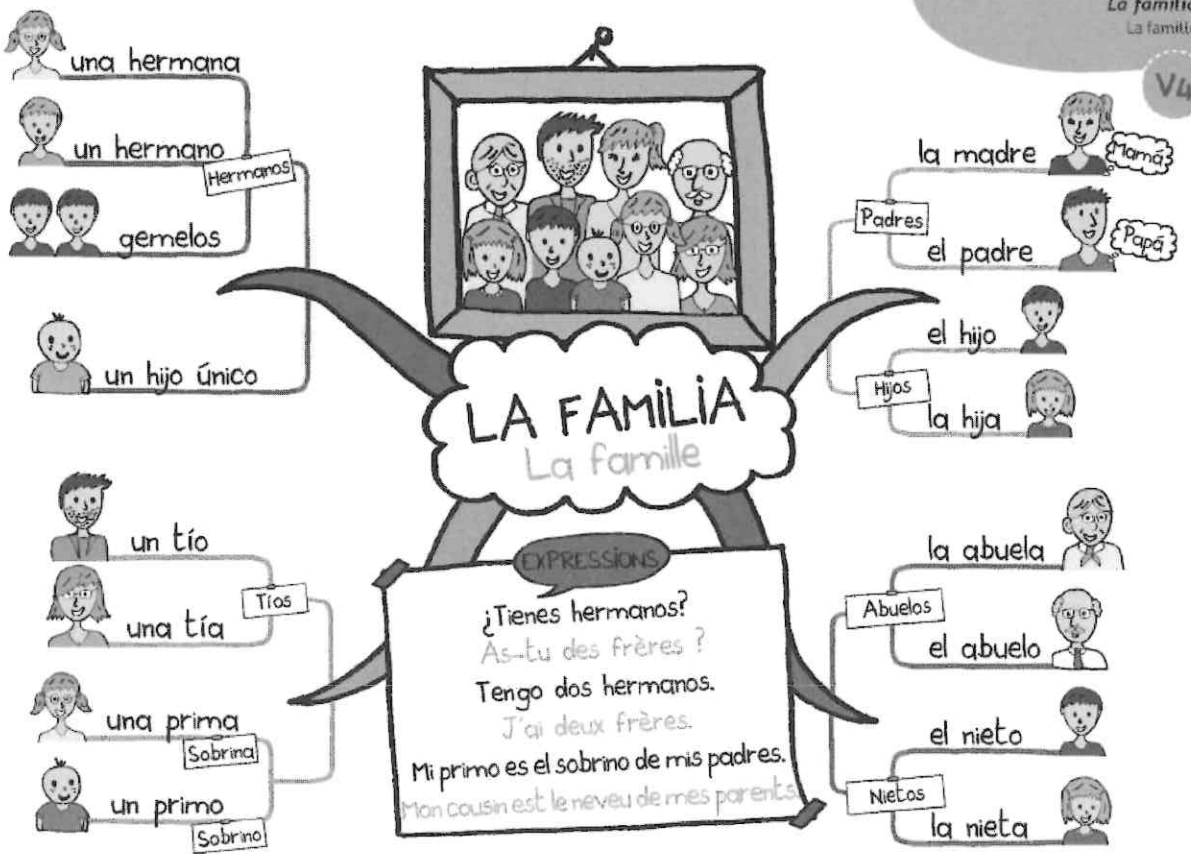 La familia
La famille
V4
una hermana
un hermano
Hermanos
gemelos
un hijo único
la madre
Mamá
Padres
el padre
Papá
el hijo
Hijos
la hija
LA FAMILIA
La famille
un tío
Tíos
una tía
una prima
Sobrina
un primo
Sobrino
EXPRESSIONS
¿Tienes hermanos?
As-tu des frères ?
Tengo dos hermanos.
J'ai deux frères.
Mi primo es el sobrino de mis padres.
Mon cousin est le neveu de mes parents.
la abuela
Abuelos
el abuelo
el nieto
Nietos
la nieta